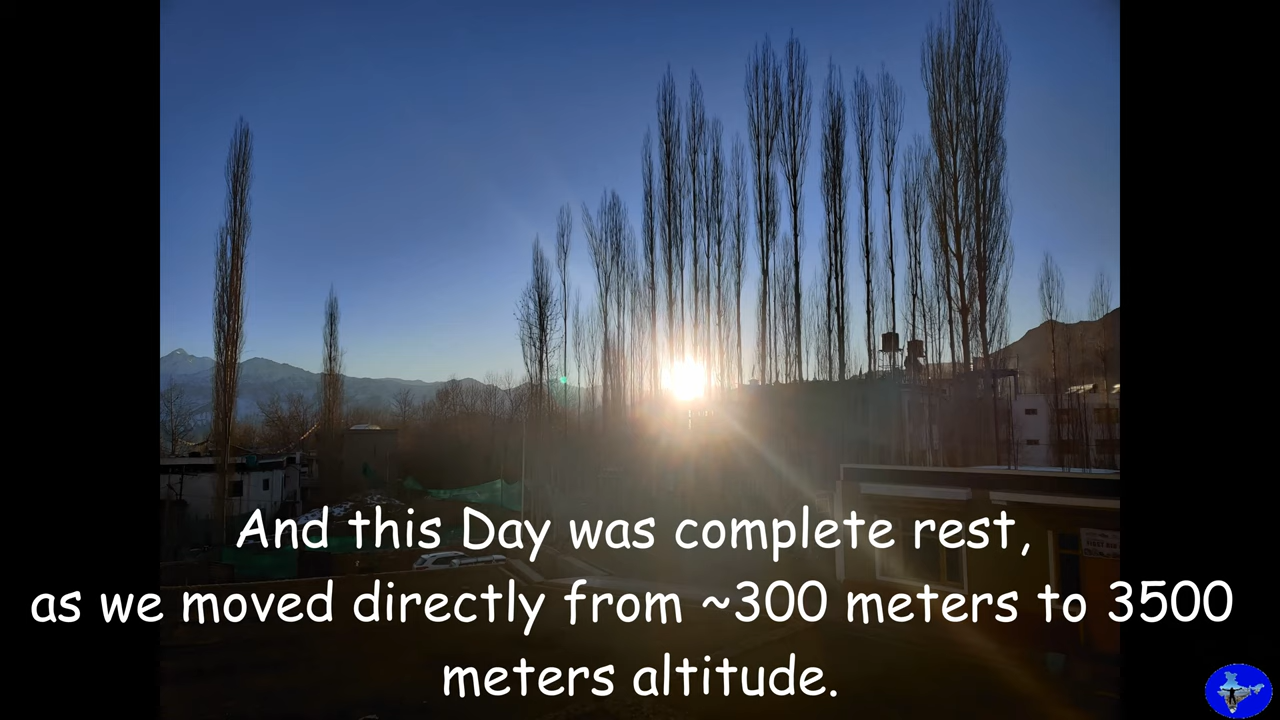 And this Day was complete rest,
as we moved directly from ~300 meters to 3500
meters altitude.